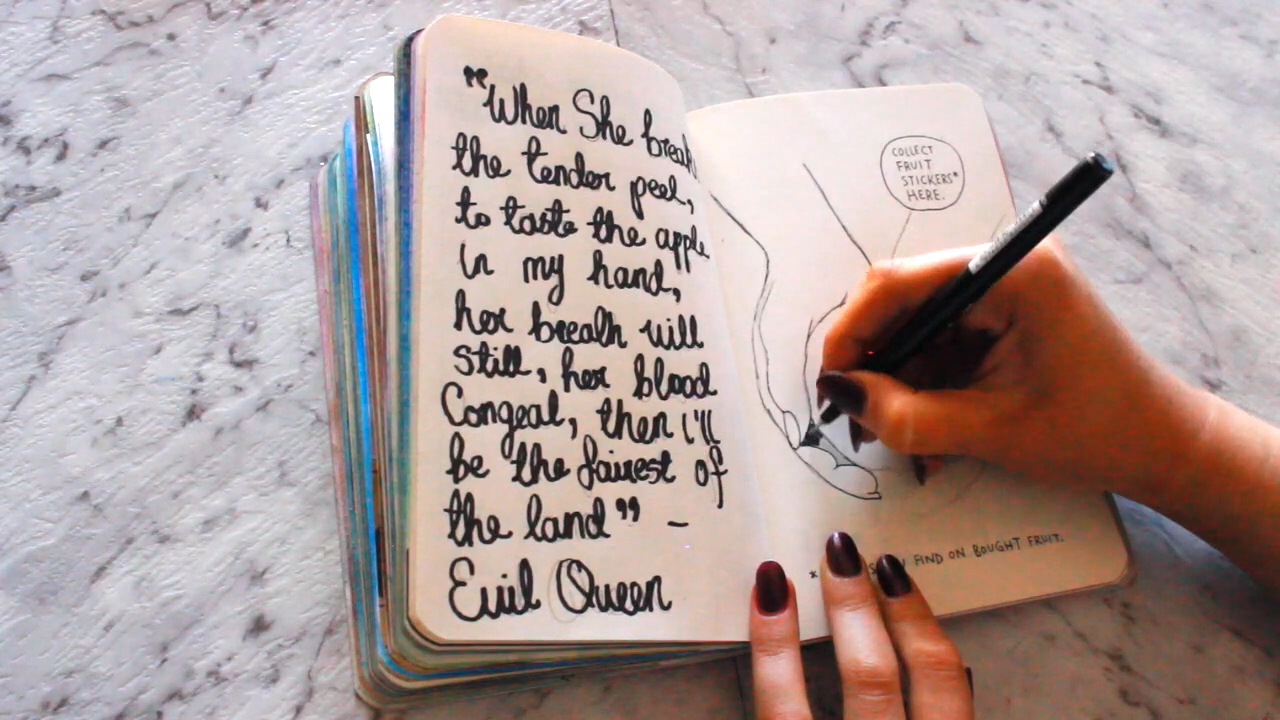 "When She break
the tender peel,
to taste the apple
in my hand,
her breath will
Still, her blood
Congeal, then i'll
be the fairest of
the land" –
Evil Queen
COLLECT
FRUIT
STICKERS*
HERE.
* FIND ON BOUGHT FRUIT.